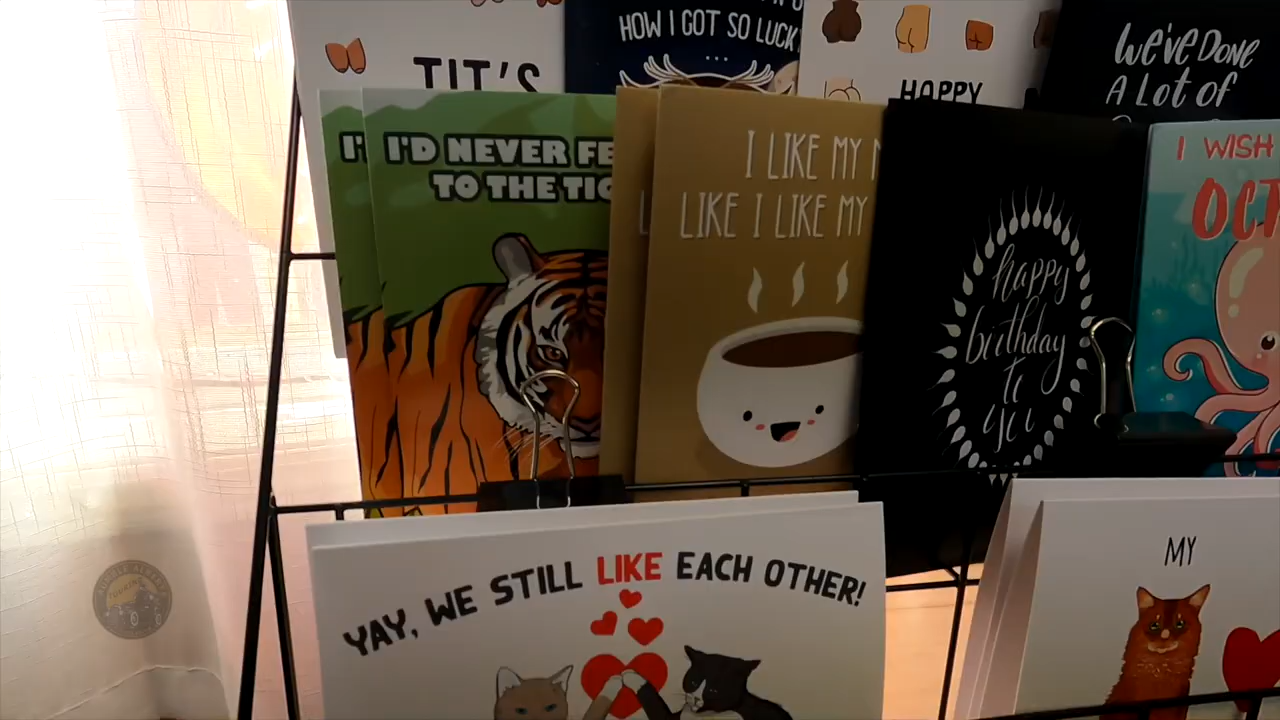 TIT'S
HOW I GOT SO LUCK
...
HAPPY
We've Done
A Lot of
I'D NEVER FE
TO THE TIG
I LIKE MY
LIKE I LIKE MY
happy
birthday
to
you
I WISH
OCT
YAY, WE STILL LIKE EACH OTHER!
MY